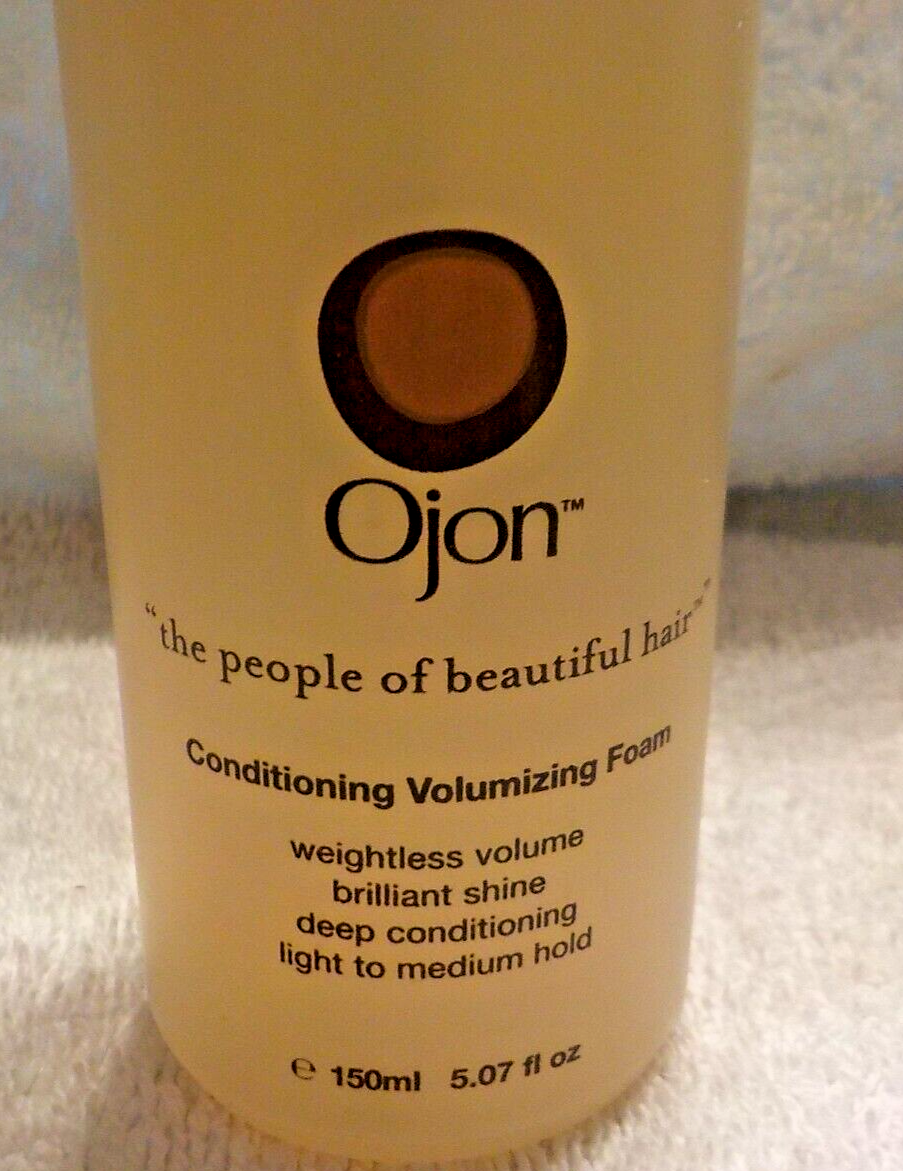 Ojon™
"the people of beautiful hair™"
Conditioning Volumizing Foam
weightless volume
brilliant shine
deep conditioning
light to medium hold
℮ 150ml 5.07 fl oz